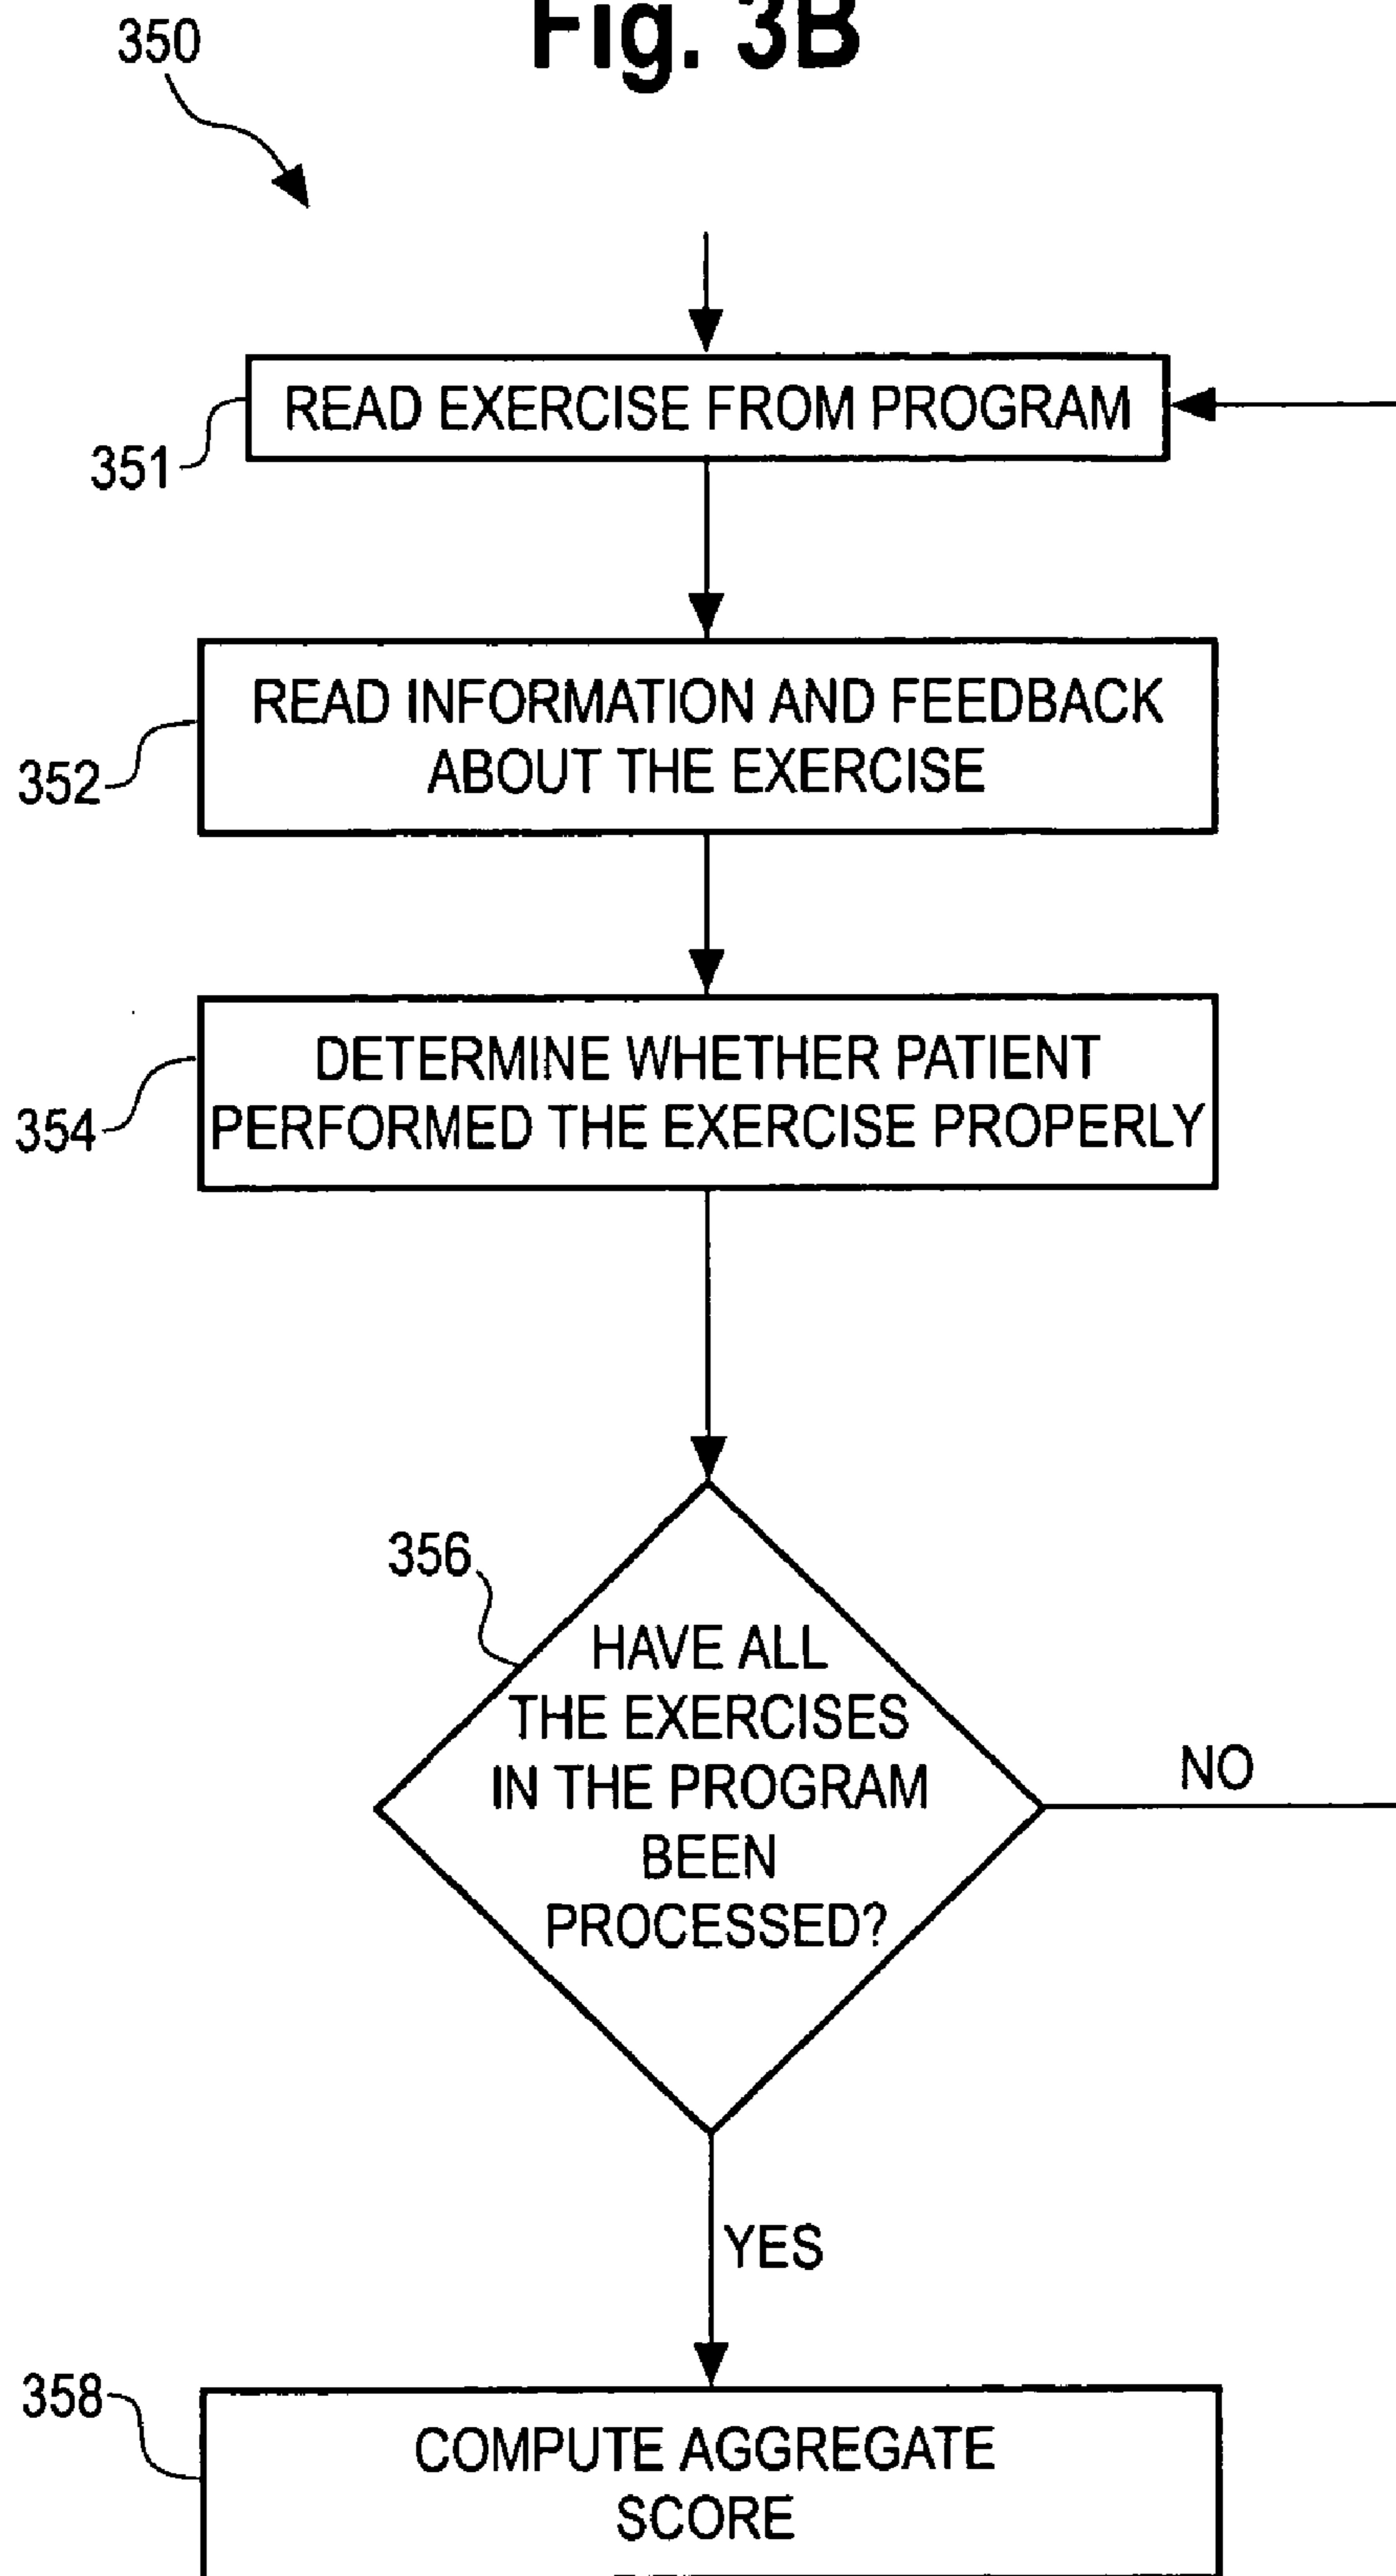 Fig. 3B
350
READ EXERCISE FROM PROGRAM
351
READ INFORMATION AND FEEDBACK
ABOUT THE EXERCISE
352
DETERMINE WHETHER PATIENT
PERFORMED THE EXERCISE PROPERLY
354
356
HAVE ALL
THE EXERCISES
IN THE PROGRAM
BEEN
PROCESSED?
NO
YES
358
COMPUTE AGGREGATE
SCORE